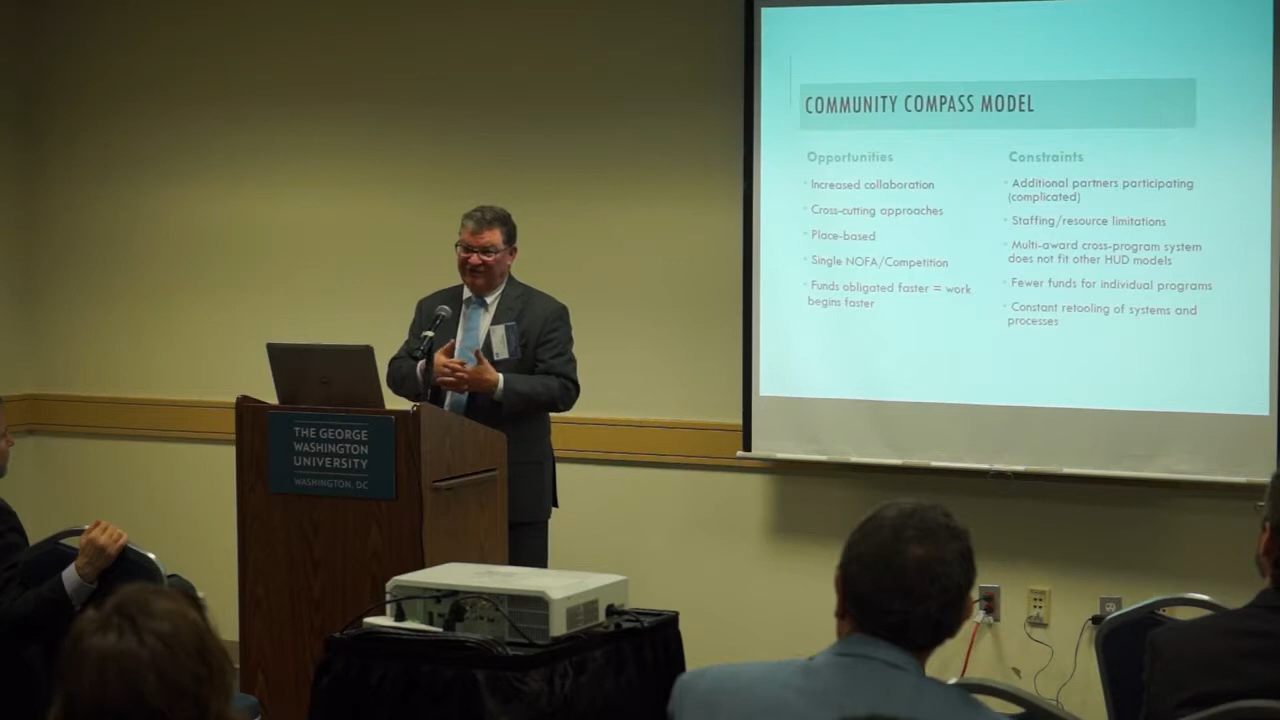 COMMUNITY COMPASS MODEL
Opportunities
Increased collaboration
Cross-cutting approaches
Place-based
Single NOFA/Competition
Funds obligated faster = work
begins faster
Constraints
Additional partners participating
(complicated)
Staffing/resource limitations
Multi-award cross-program system
does not fit other HUD models
Fewer funds for individual programs
Constant retooling of systems and
processes
THE GEORGE
WASHINGTON
UNIVERSITY
WASHINGTON, DC